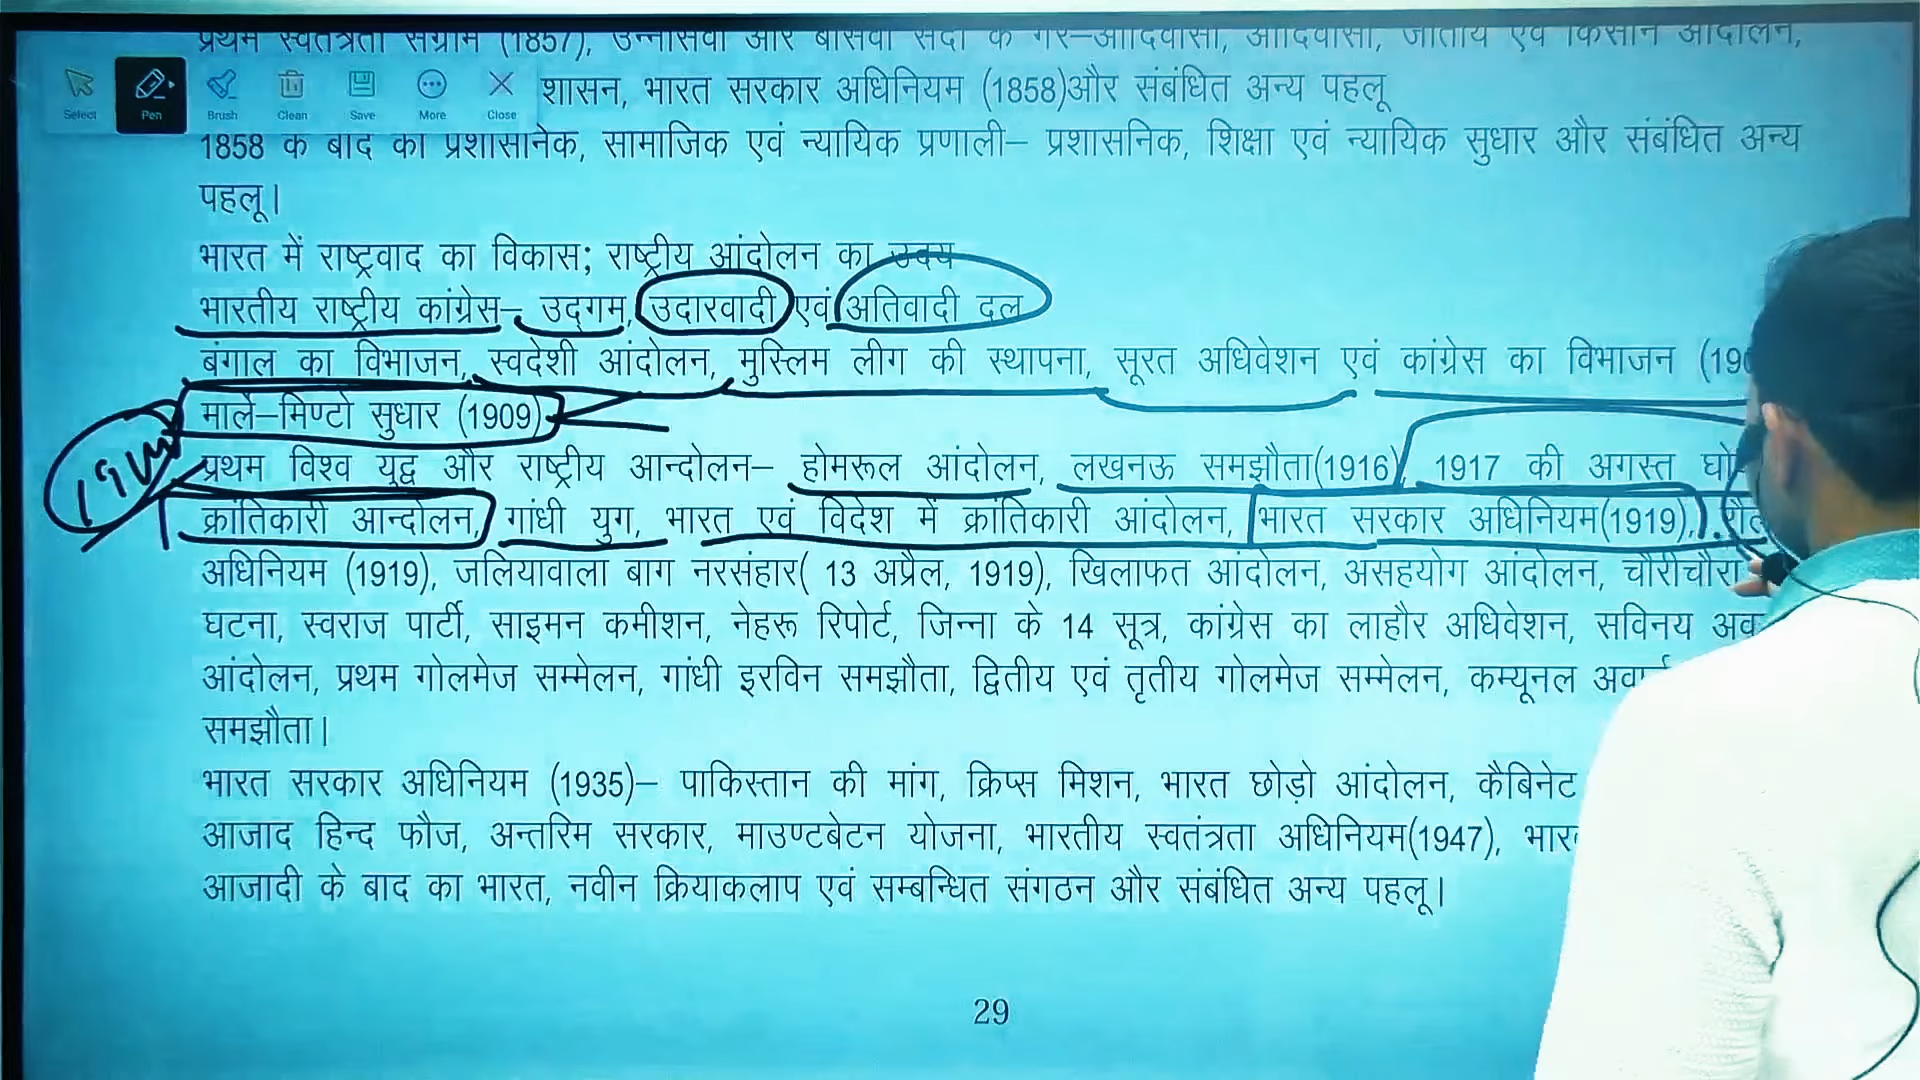 प्रथम स्वतंत्रता संग्राम (1857), उन्नीसवीं और बीसवीं सदी के गैर–आदिवासी, आदिवासी, जातीय एवं किसान आंदोलन,
शासन, भारत सरकार अधिनियम (1858)और संबंधित अन्य पहलू
Select Pen Brush Clean Save More Close
1858 के बाद का प्रशासनिक, सामाजिक एवं न्यायिक प्रणाली– प्रशासनिक, शिक्षा एवं न्यायिक सुधार और संबंधित अन्य
पहलू।
भारत में राष्ट्रवाद का विकास; राष्ट्रीय आंदोलन का उदय
भारतीय राष्ट्रीय कांग्रेस– उद्गम, उदारवादी एवं अतिवादी दल
बंगाल का विभाजन, स्वदेशी आंदोलन, मुस्लिम लीग की स्थापना, सूरत अधिवेशन एवं कांग्रेस का विभाजन
मार्ले–मिण्टो सुधार (1909)
प्रथम विश्व युद्ध और राष्ट्रीय आन्दोलन– होमरूल आंदोलन, लखनऊ समझौता(1916), 1917 की अगस्त
क्रांतिकारी आन्दोलन, गांधी युग, भारत एवं विदेश में क्रांतिकारी आंदोलन, भारत सरकार अधिनियम(1919),
अधिनियम (1919), जलियावाला बाग नरसंहार( 13 अप्रैल, 1919), खिलाफत आंदोलन, असहयोग आंदोलन, चौरीचौरा
घटना, स्वराज पार्टी, साइमन कमीशन, नेहरू रिपोर्ट, जिन्ना के 14 सूत्र, कांग्रेस का लाहौर अधिवेशन, सविनय
आंदोलन, प्रथम गोलमेज सम्मेलन, गांधी इरविन समझौता, द्वितीय एवं तृतीय गोलमेज सम्मेलन, कम्यूनल
समझौता।
भारत सरकार अधिनियम (1935)– पाकिस्तान की मांग, क्रिप्स मिशन, भारत छोड़ो आंदोलन, कैबिनेट
आजाद हिन्द फौज, अन्तरिम सरकार, माउण्टबेटन योजना, भारतीय स्वतंत्रता अधिनियम(1947),
आजादी के बाद का भारत, नवीन क्रियाकलाप एवं सम्बन्धित संगठन और संबंधित अन्य पहलू।
29